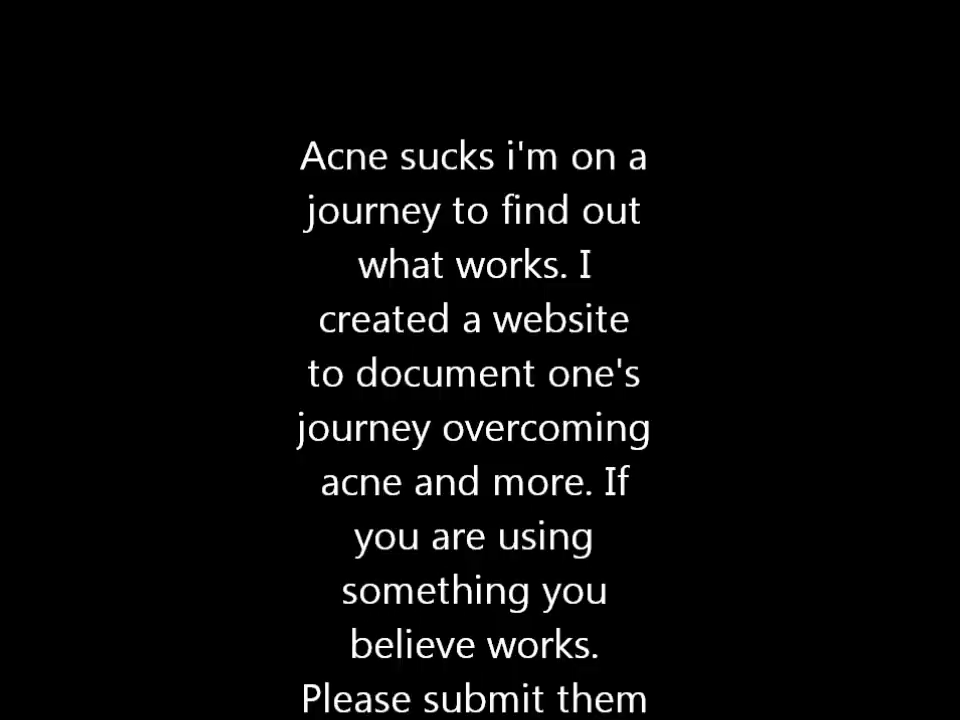 Acne sucks i'm on a
journey to find out
what works. I
created a website
to document one's
journey overcoming
acne and more. If
you are using
something you
believe works.
Please submit them